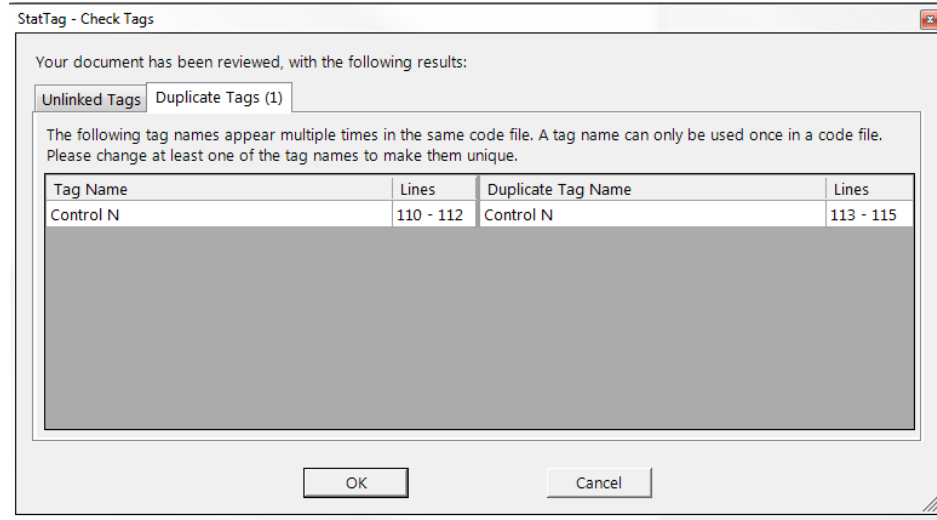 StatTag - Check Tags
Your document has been reviewed, with the following results:
Unlinked Tags Duplicate Tags (1)
The following tag names appear multiple times in the same code file. A tag name can only be used once in a code file.
Please change at least one of the tag names to make them unique.
Tag Name Lines Duplicate Tag Name Lines
Control N 110 - 112 Control N 113 - 115
OK Cancel